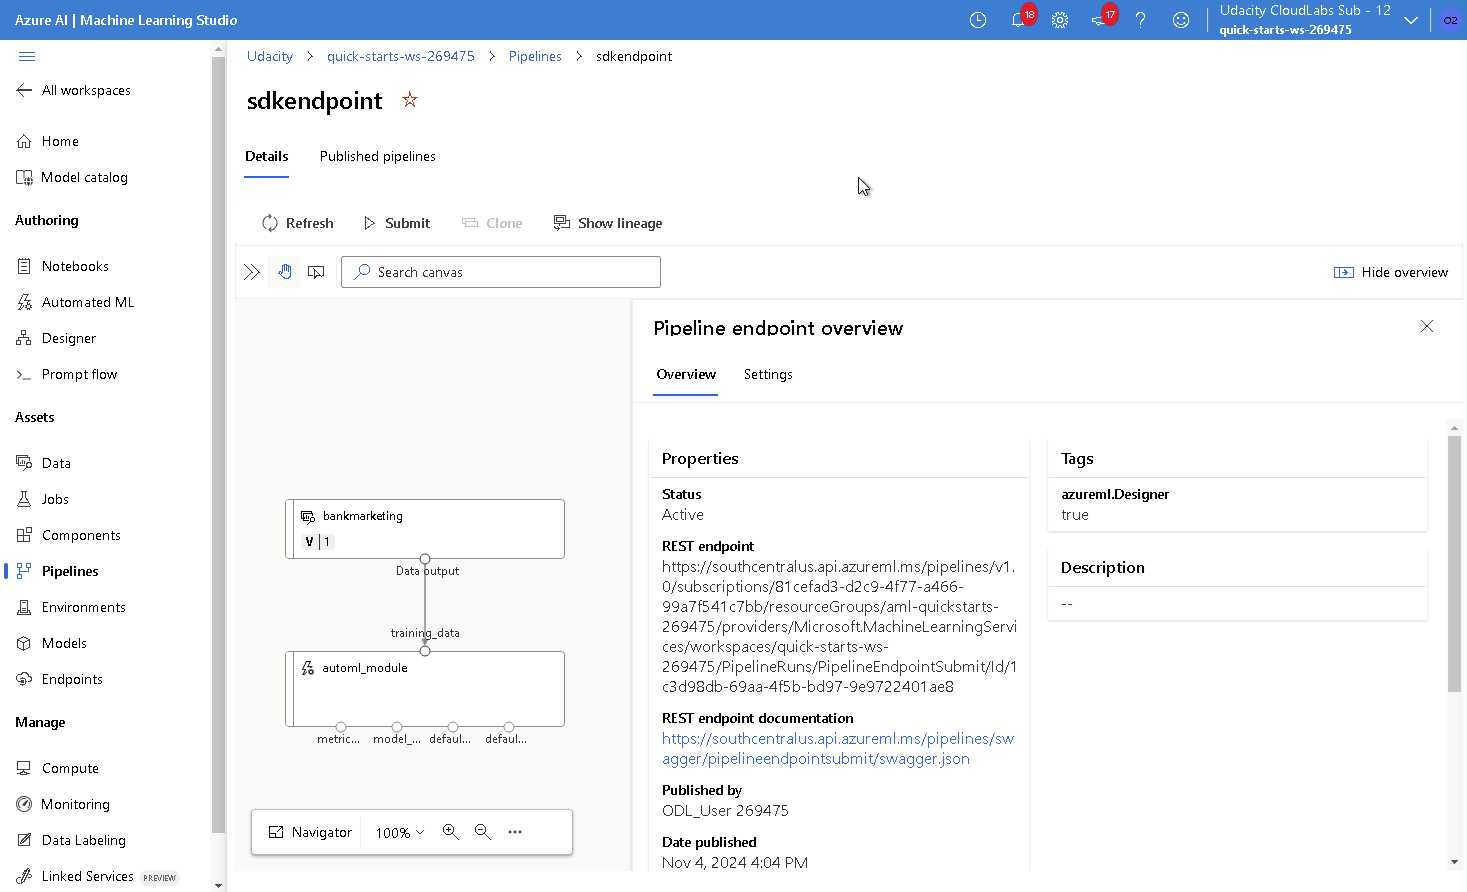 Azure AI | Machine Learning Studio
18
17
Udacity CloudLabs Sub - 12
quick-starts-ws-269475
O2
All workspaces
Home
Model catalog
Authoring
Notebooks
Automated ML
Designer
Prompt flow
Assets
Data
Jobs
Components
Pipelines
Environments
Models
Endpoints
Manage
Compute
Monitoring
Data Labeling
Linked Services PREVIEW
Udacity > quick-starts-ws-269475 > Pipelines > sdkendpoint
sdkendpoint
Details Published pipelines
Refresh Submit Clone Show lineage
Search canvas
Hide overview
bankmarketing
V | 1
Data output
training_data
automl_module
metric... model_... defaul... defaul...
Navigator 100%
Pipeline endpoint overview
Overview Settings
Properties
Status
Active
REST endpoint
https://southcentralus.api.azureml.ms/pipelines/v1.
0/subscriptions/81cefad3-d2c9-4f77-a466-
99a7f541c7bb/resourceGroups/aml-quickstarts-
269475/providers/Microsoft.MachineLearningServi
ces/workspaces/quick-starts-ws-
269475/PipelineRuns/PipelineEndpointSubmit/Id/1
c3d98db-69aa-4f5b-bd97-9e9722401ae8
REST endpoint documentation
https://southcentralus.api.azureml.ms/pipelines/sw
agger/pipelineendpointsubmit/swagger.json
Published by
ODL_User 269475
Date published
Nov 4, 2024 4:04 PM
Tags
azureml.Designer
true
Description
--